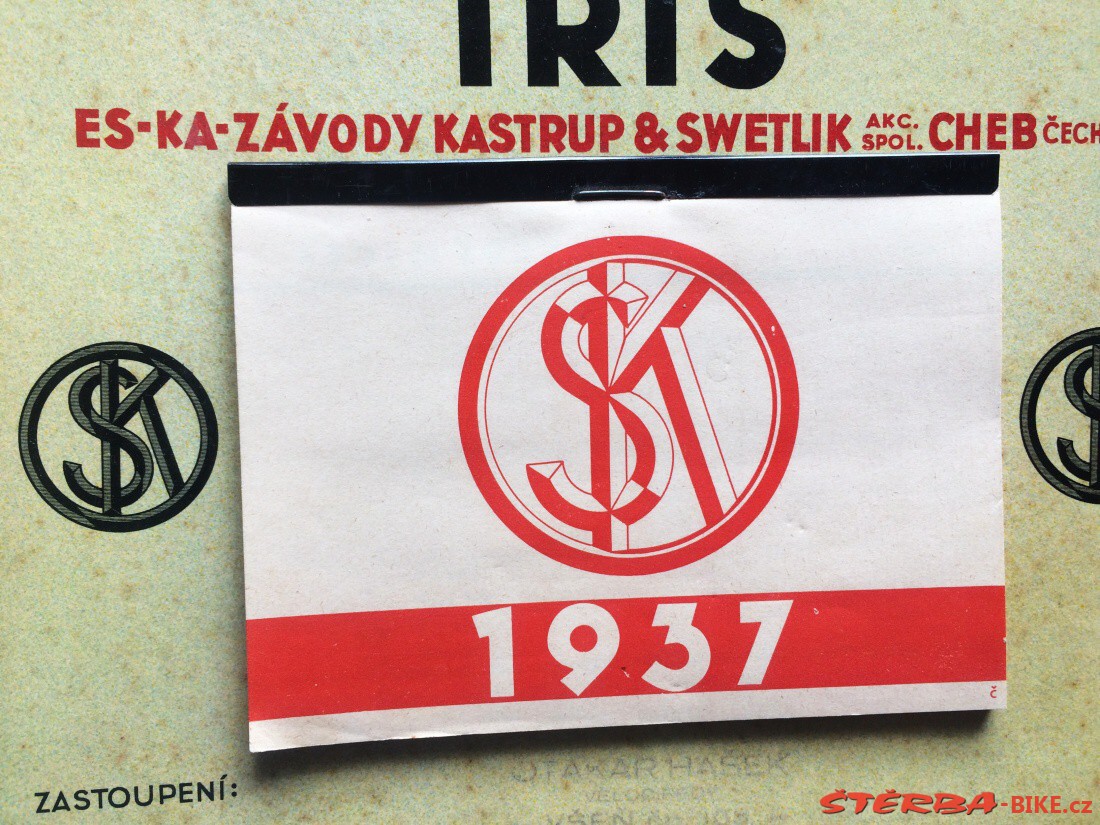 IRIS
ES-KA-ZÁVODY KASTRUP & SWETLIK AKC. SPOL. CHEB ČECH
SK
SK
SK
1937
č
ZASTOUPENÍ:
OTAKAR HAŠEK
ŠTĚRBA-BIKE.cz